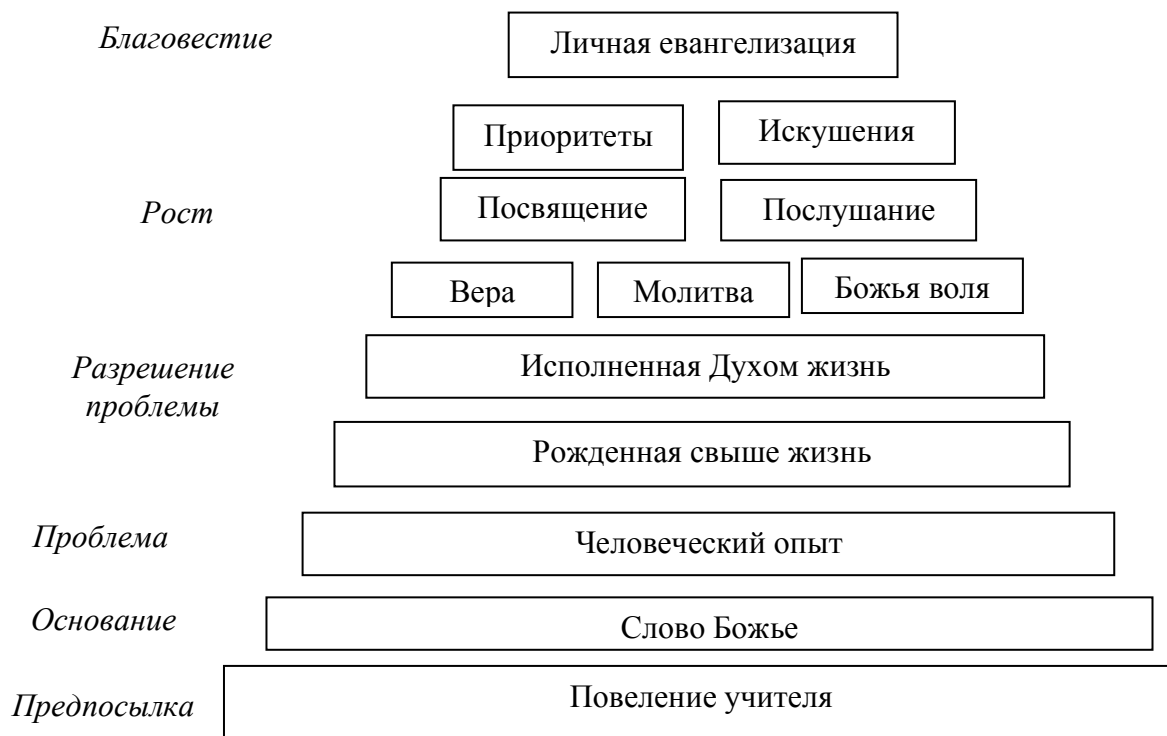 Благовестие
Личная евангелизация
Приоритеты
Искушения
Рост
Посвящение
Послушание
Вера
Молитва
Божья воля
Разрешение
проблемы
Исполненная Духом жизнь
Рожденная свыше жизнь
Проблема
Человеческий опыт
Основание
Слово Божье
Предпосылка
Повеление учителя